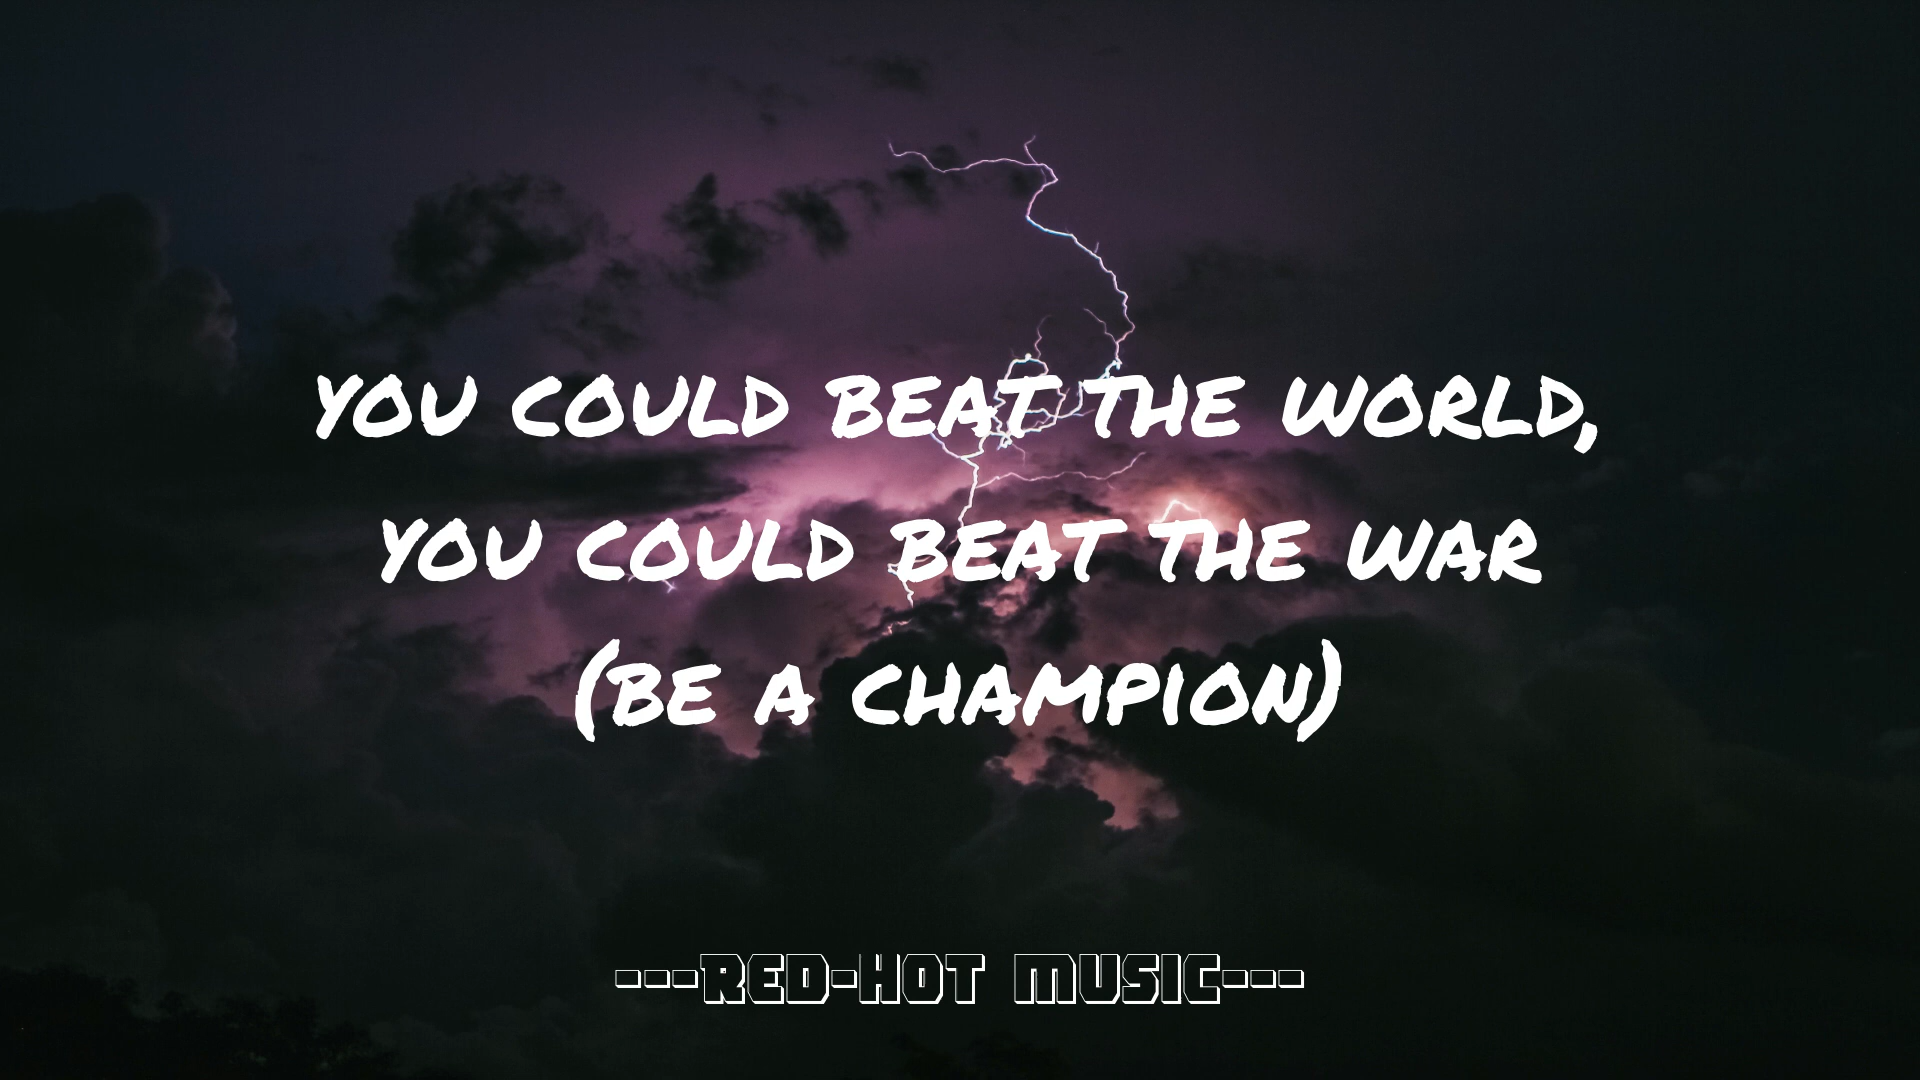 YOU COULD BEAT THE WORLD,
YOU COULD BEAT THE WAR
(BE A CHAMPION)
---RED-HOT MUSIC---